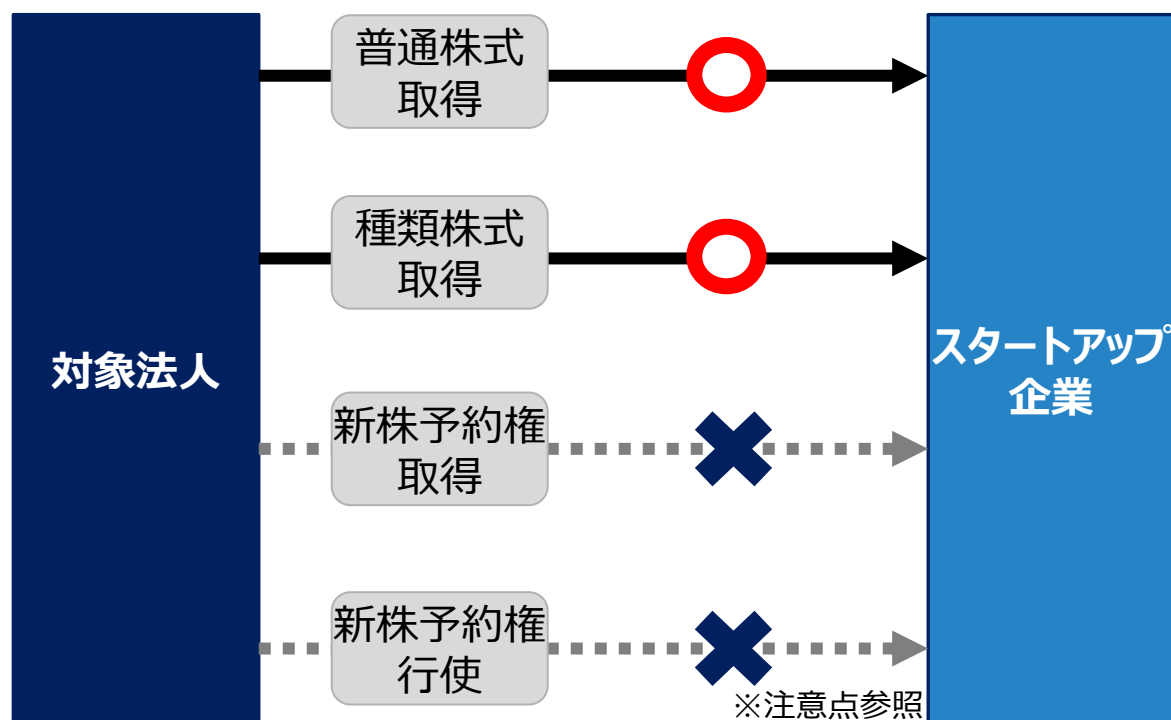 普通株式
取得
種類株式
取得
対象法人
スタートアップ
企業
新株予約権
取得
新株予約権
行使
※注意点参照